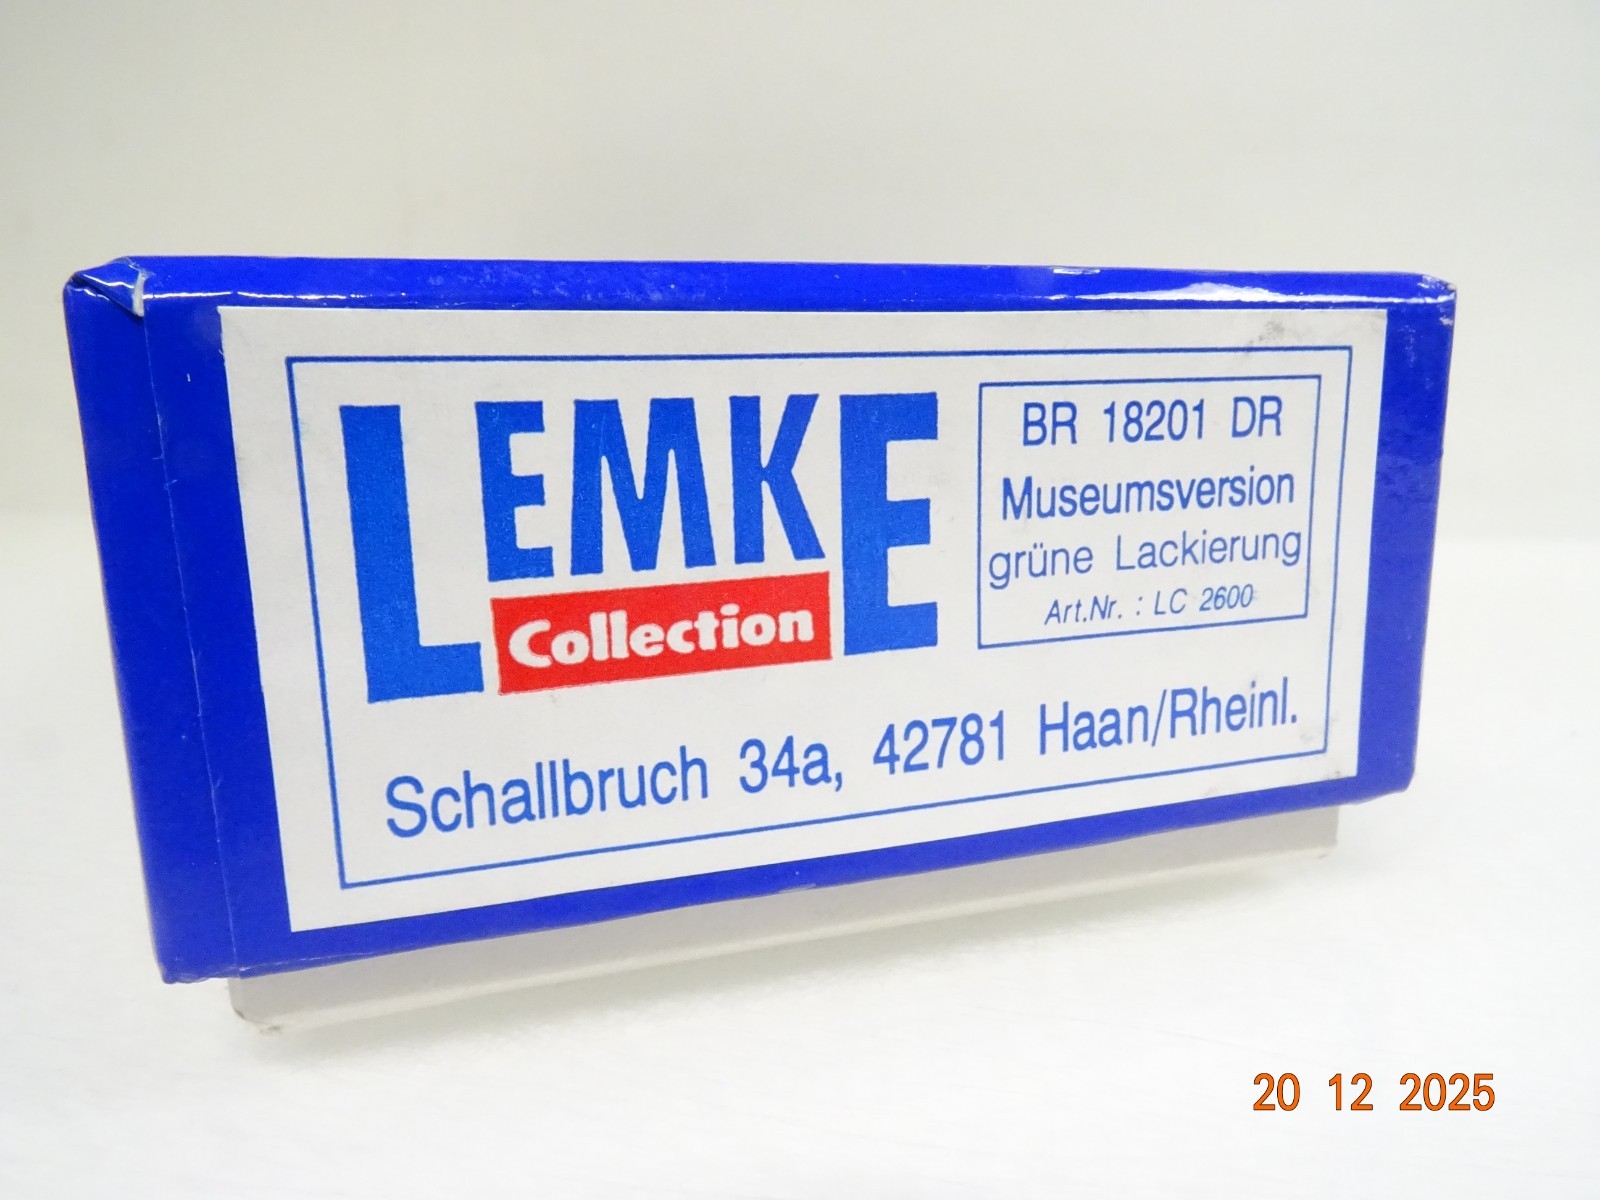 LEMKE
Collection
BR 18201 DR
Museumsversion
grüne Lackierung
Art.Nr. : LC 2600
Schallbruch 34a, 42781 Haan/Rheinl.
20 12 2025